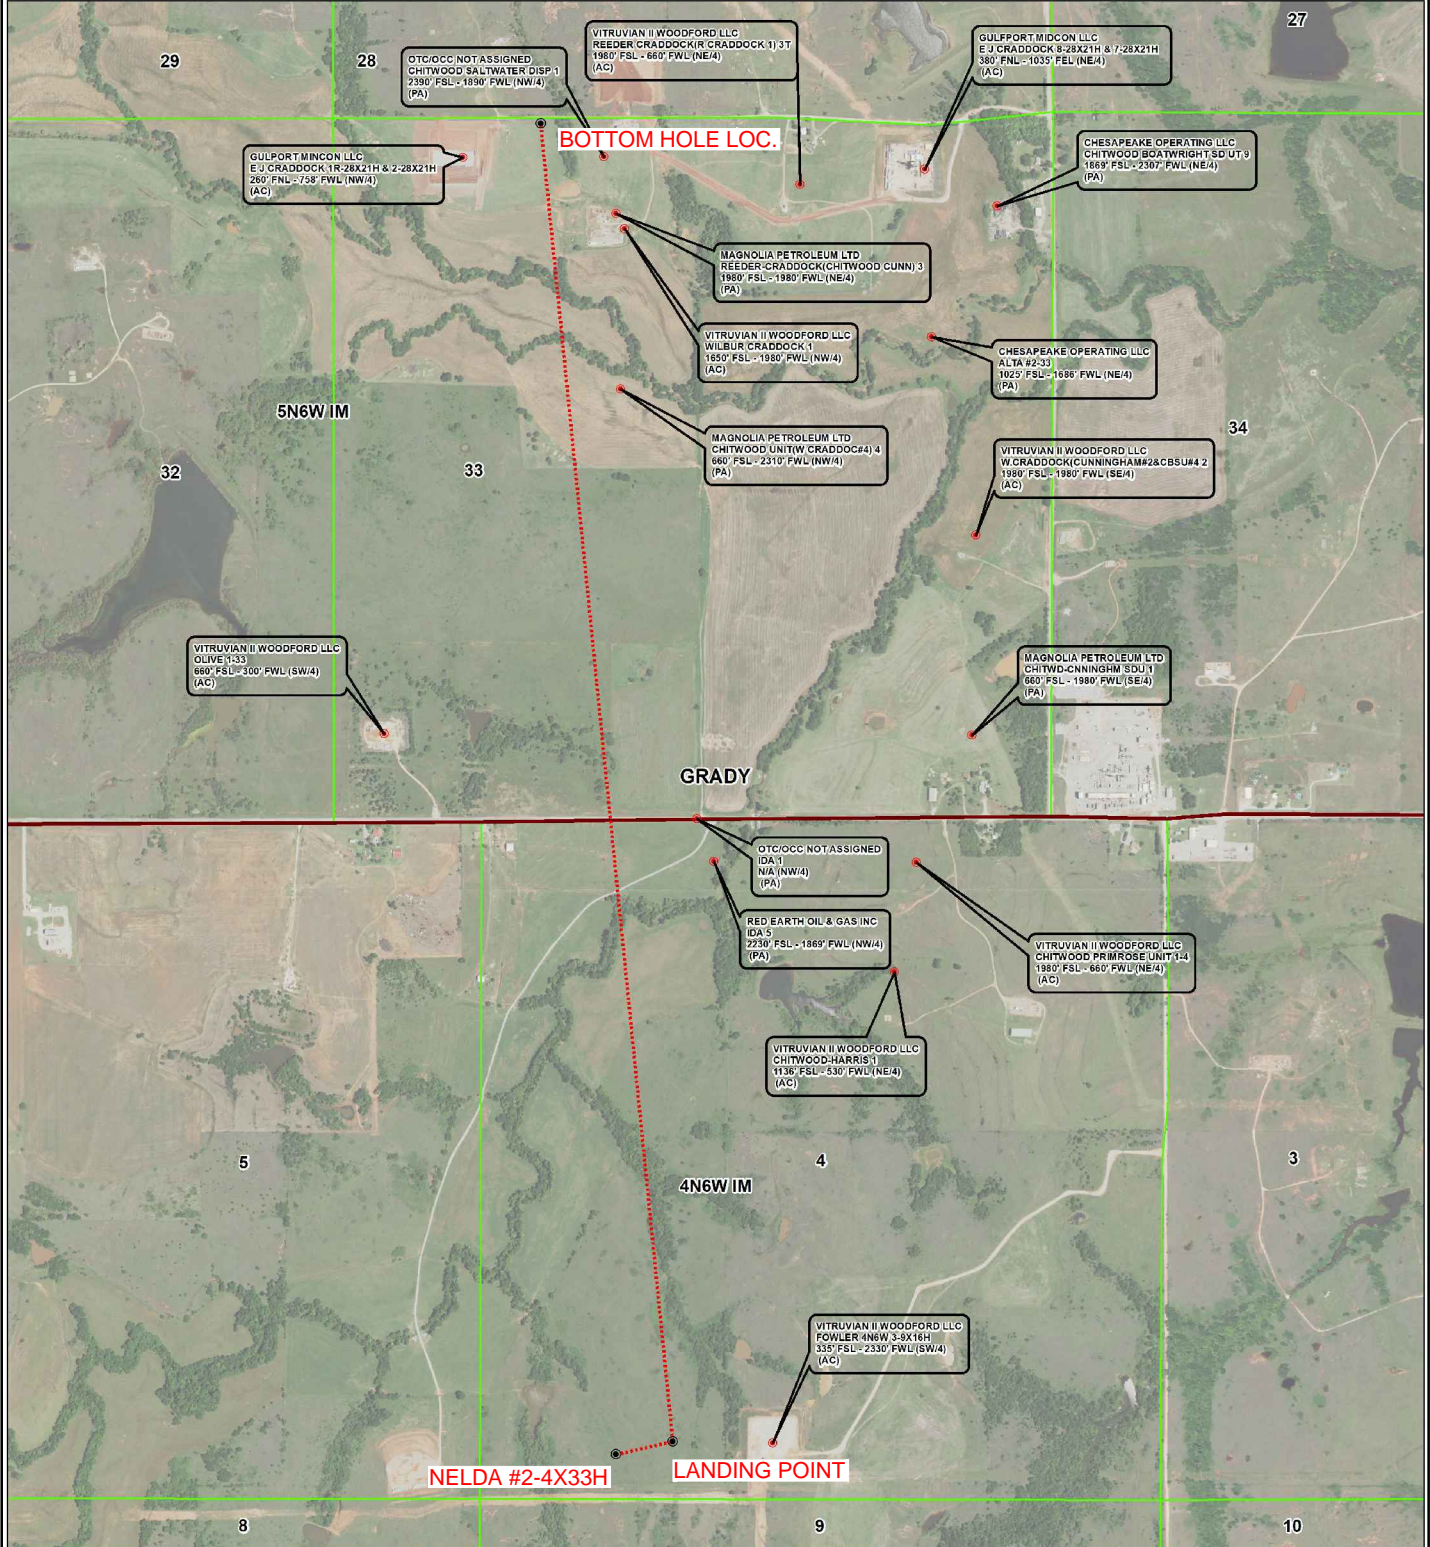 27
29
28
VITRUVIAN II WOODFORD LLC
REEDER CRADDOCK(R CRADDOCK 1) 3T
1980' FSL - 660' FWL (NE/4)
(AC)
GULFPORT MIDCON LLC
E J CRADDOCK 8-28X21H & 7-28X21H
380' FNL - 1035' FEL (NE/4)
(AC)
OTC/OCC NOT ASSIGNED
CHITWOOD SALTWATER DISP 1
2390' FSL - 1890' FWL (NW/4)
(PA)
BOTTOM HOLE LOC.
GULPORT MINCON LLC
E J CRADDOCK 1R-28X21H & 2-28X21H
260' FNL - 758' FWL (NW/4)
(AC)
CHESAPEAKE OPERATING LLC
CHITWOOD BOATWRIGHT SD UT 9
1869' FSL - 2307' FWL (NE/4)
(PA)
MAGNOLIA PETROLEUM LTD
REEDER-CRADDOCK(CHITWOOD CUNN) 3
1980' FSL - 1980' FWL (NE/4)
(PA)
VITRUVIAN II WOODFORD LLC
WILBUR CRADDOCK 1
1650' FSL - 1980' FWL (NW/4)
(AC)
CHESAPEAKE OPERATING LLC
ALTA #2-33
1025' FSL - 1686' FWL (NE/4)
(PA)
5N6W IM
34
MAGNOLIA PETROLEUM LTD
CHITWOOD UNIT(W CRADDOC#4) 4
660' FSL - 2310' FWL (NW/4)
(PA)
VITRUVIAN II WOODFORD LLC
W.CRADDOCK(CUNNINGHAM#2&CBSU#4 2
1980' FSL - 1980' FWL (SE/4)
(AC)
32
33
VITRUVIAN II WOODFORD LLC
OLIVE 1-33
660' FSL - 300' FWL (SW/4)
(AC)
MAGNOLIA PETROLEUM LTD
CHITWD-CNNINGHM SDU 1
660' FSL - 1980' FWL (SE/4)
(PA)
GRADY
OTC/OCC NOT ASSIGNED
IDA 1
N/A (NW/4)
(PA)
RED EARTH OIL & GAS INC
IDA 5
2230' FSL - 1869' FWL (NW/4)
(PA)
VITRUVIAN II WOODFORD LLC
CHITWOOD PRIMROSE UNIT 1-4
1980' FSL - 660' FWL (NE/4)
(AC)
VITRUVIAN II WOODFORD LLC
CHITWOOD-HARRIS 1
1136' FSL - 530' FWL (NE/4)
(AC)
5
4
3
4N6W IM
VITRUVIAN II WOODFORD LLC
FOWLER 4N6W 3-9X16H
335' FSL - 2330' FWL (SW/4)
(AC)
NELDA #2-4X33H
LANDING POINT
8
9
10